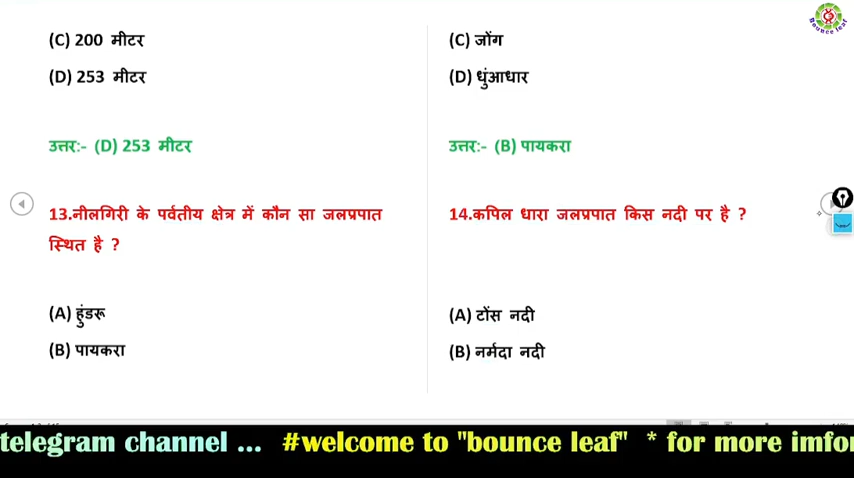 (C) 200 मीटर
(D) 253 मीटर
उत्तर:- (D) 253 मीटर
13.नीलगिरी के पर्वतीय क्षेत्र में कौन सा जलप्रपात
स्थित है ?
(A) हुंडरू
(B) पायकरा
(C) जोंग
(D) धुंआधार
उत्तर:- (B) पायकरा
14.कपिल धारा जलप्रपात किस नदी पर है ?
(A) टोंस नदी
(B) नर्मदा नदी
Bounce leaf
telegram channel ... #welcome to "bounce leaf" * for more imfor